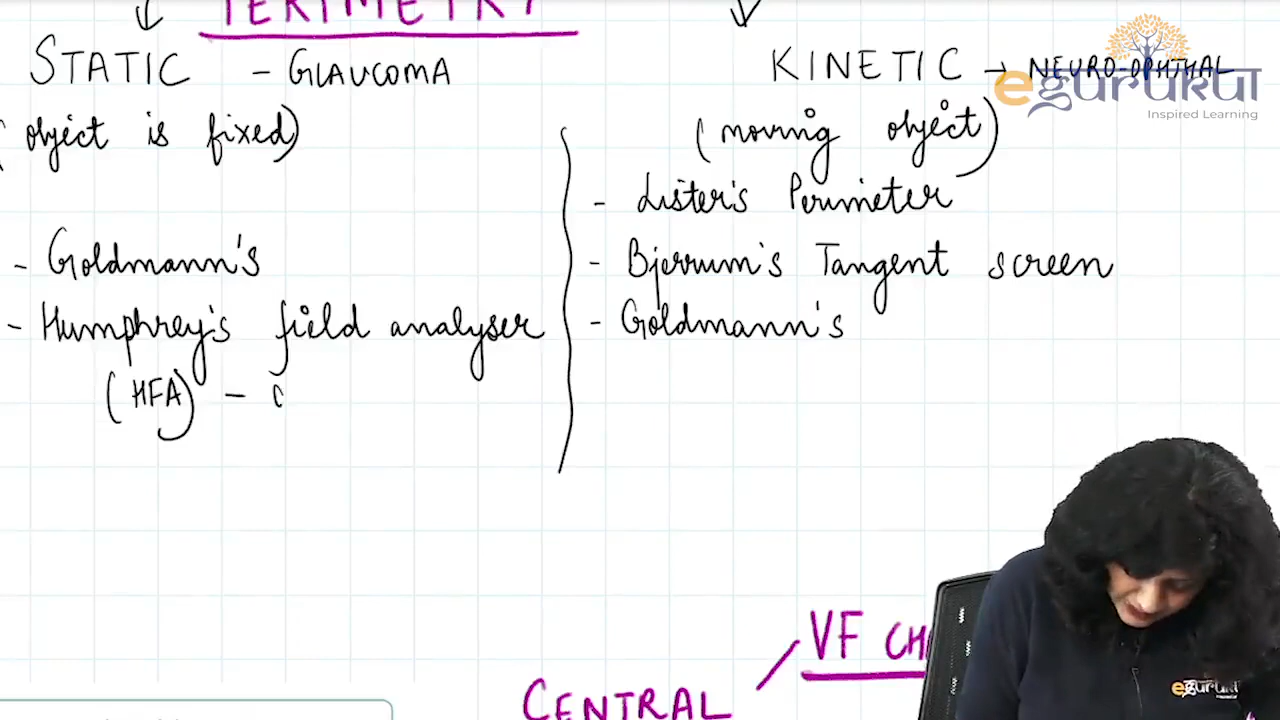 PERIMETRY
STATIC - GLAUCOMA
(object is fixed)
- Goldmann's
- Humphrey's field analyser
(HFA) -
KINETIC → NEURO-OPHTHAL
(moving object)
- Lister's Perimeter
- Bjerrum's Tangent screen
- Goldmann's
VF CH
CENTRAL
eGurukul
Inspired Learning
eGurukul